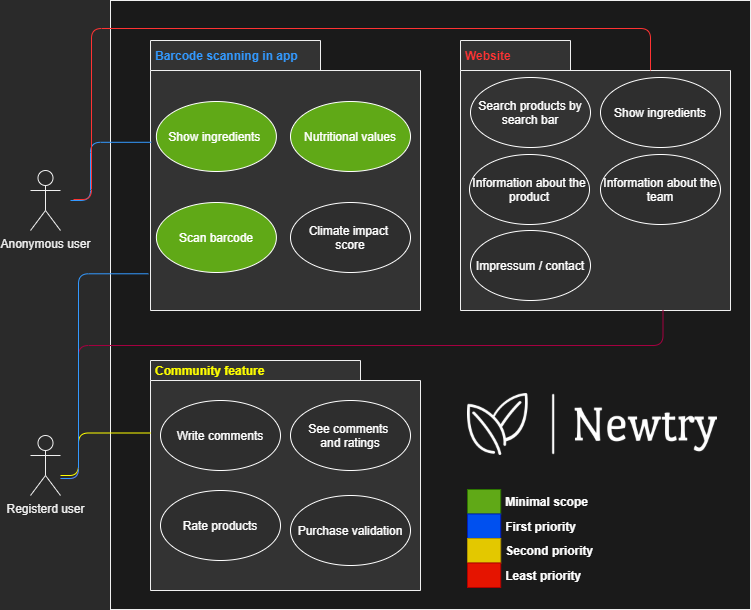 Barcode scanning in app
Website
Show ingredients
Nutritional values
Scan barcode
Climate impact
score
Search products by
search bar
Show ingredients
Information about the
product
Information about the
team
Impressum / contact
Anonymous user
Community feature
Write comments
See comments
and ratings
Rate products
Purchase validation
Registerd user
Newtry
Minimal scope
First priority
Second priority
Least priority